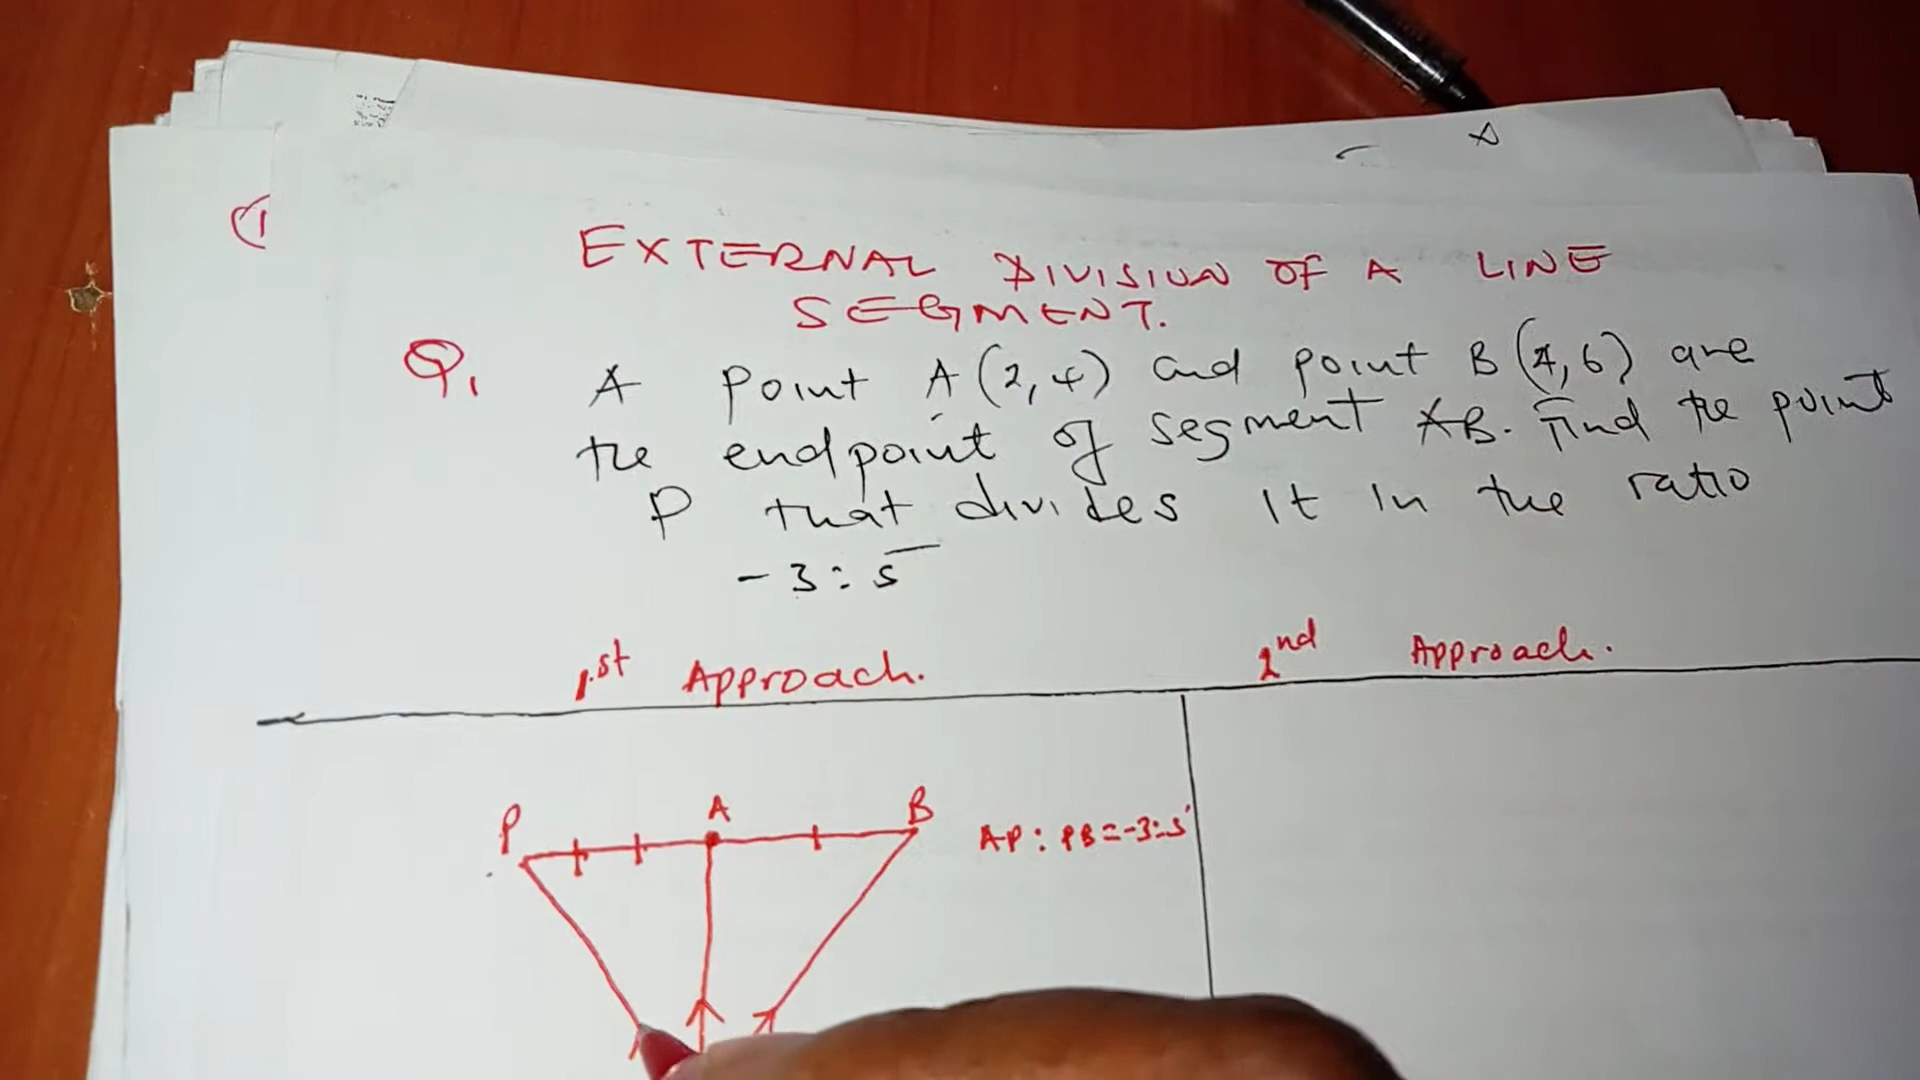 1
EXTERNAL DIVISION OF A LINE
SEGMENT.
Q1 A point A(2,4) and point B(4,6) are
the endpoint of segment AB. Find the point
P that divides it in the ratio
-3:5
1st Approach.
2nd Approach.
P A B
AP:PB=-3:5